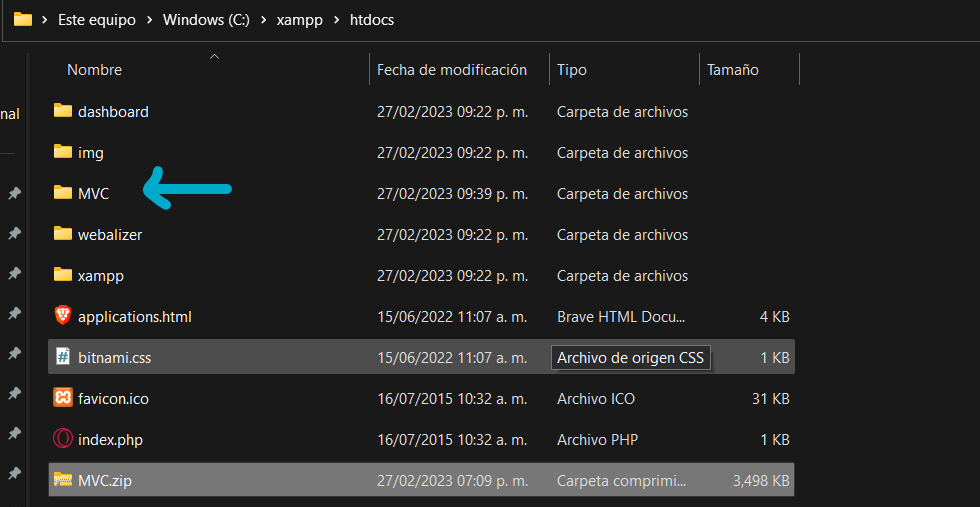 Este equipo > Windows (C:) > xampp > htdocs
Nombre Fecha de modificación Tipo Tamaño
nal
dashboard 27/02/2023 09:22 p. m. Carpeta de archivos
img 27/02/2023 09:22 p. m. Carpeta de archivos
MVC 27/02/2023 09:39 p. m. Carpeta de archivos
webalizer 27/02/2023 09:22 p. m. Carpeta de archivos
xampp 27/02/2023 09:22 p. m. Carpeta de archivos
applications.html 15/06/2022 11:07 a. m. Brave HTML Docu... 4 KB
bitnami.css 15/06/2022 11:07 a. m. Archivo de origen CSS 1 KB
favicon.ico 16/07/2015 10:32 a. m. Archivo ICO 31 KB
index.php 16/07/2015 10:32 a. m. Archivo PHP 1 KB
MVC.zip 27/02/2023 07:09 p. m. Carpeta comprimi... 3,498 KB